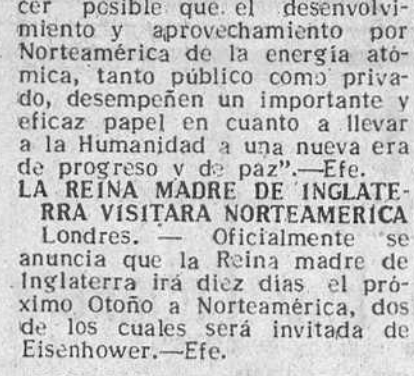 cer posible que el desenvolvi-
miento y aprovechamiento por
Norteamérica de la energía ató-
mica, tanto público como priva-
do, desempeñen un importante y
eficaz papel en cuanto a llevar
a la Humanidad a una nueva era
de progreso y de paz”.—Efe.
LA REINA MADRE DE INGLATE-
RRA VISITARA NORTEAMERICA
Londres. — Oficialmente se
anuncia que la Reina madre de
Inglaterra irá diez días el pró-
ximo Otoño a Norteamérica, dos
de los cuales será invitada de
Eisenhower.—Efe.